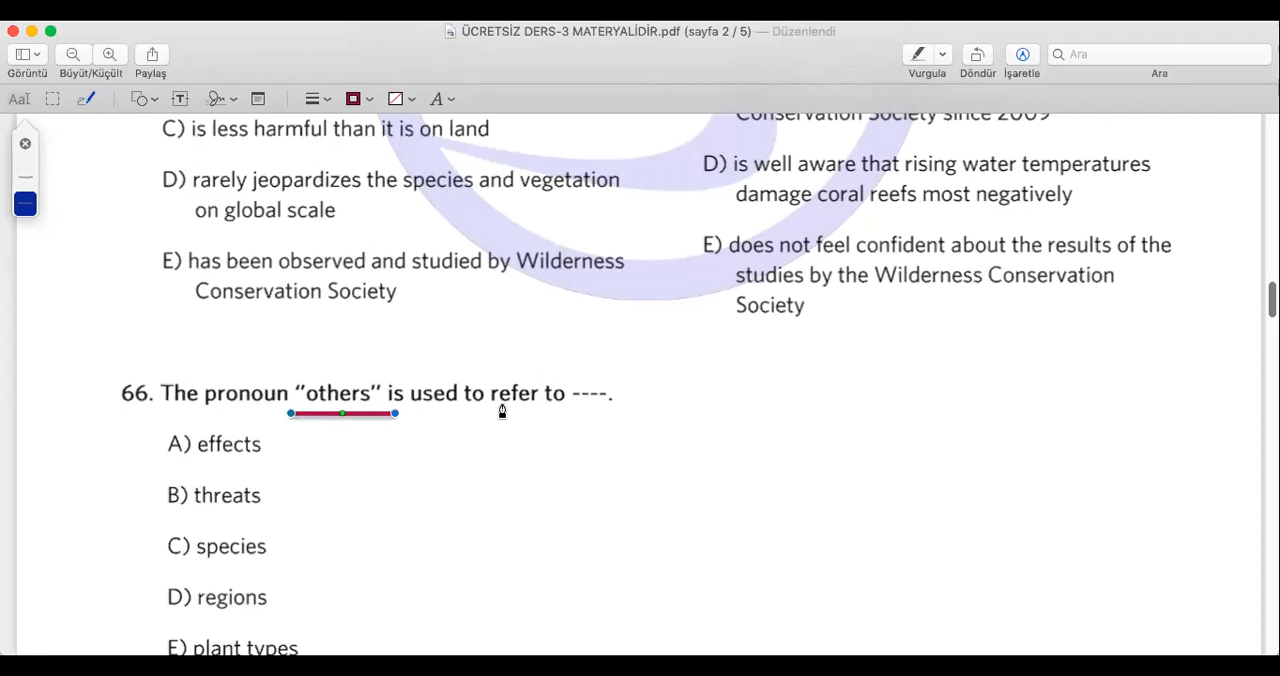 ÜCRETSİZ DERS-3 MATERYALİDİR.pdf (sayfa 2 / 5) — Düzenlendi
Görüntü
Büyüt/Küçült
Paylaş
Vurgula
Döndür
İşaretle
Ara
Ara
C) is less harmful than it is on land
D) rarely jeopardizes the species and vegetation
on global scale
E) has been observed and studied by Wilderness
Conservation Society
Conservation Society since 2009
D) is well aware that rising water temperatures
damage coral reefs most negatively
E) does not feel confident about the results of the
studies by the Wilderness Conservation
Society
66. The pronoun “others” is used to refer to ----.
A) effects
B) threats
C) species
D) regions
E) plant types